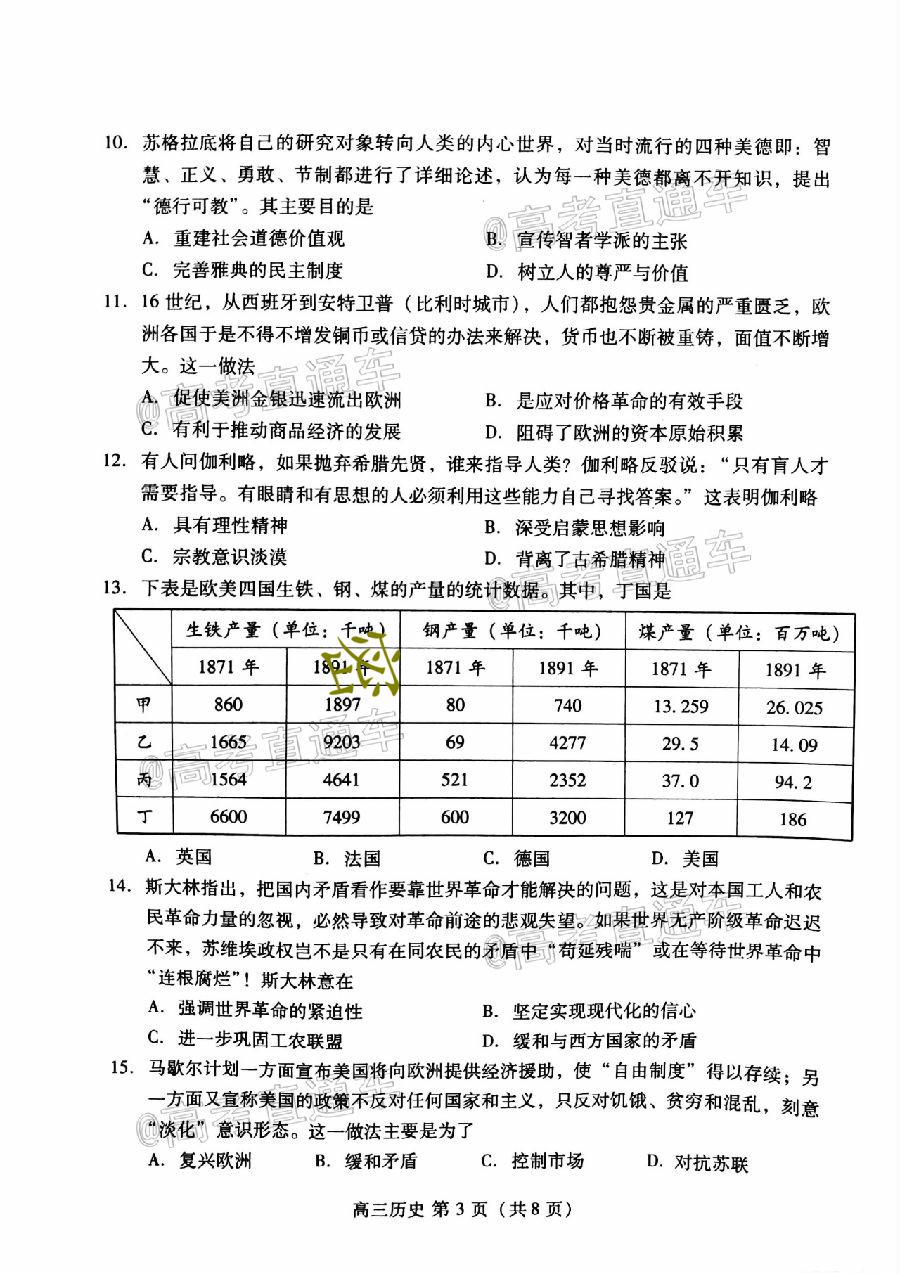 10. 苏格拉底将自己的研究对象转向人类的内心世界，对当时流行的四种美德即：智
慧、正义、勇敢、节制都进行了详细论述，认为每一种美德都离不开知识，提出
“德行可教”。其主要目的是
@高考直通车
A. 重建社会道德价值观 B. 宣传智者学派的主张
C. 完善雅典的民主制度 D. 树立人的尊严与价值
11. 16 世纪，从西班牙到安特卫普（比利时城市），人们都抱怨贵金属的严重匮乏，欧
洲各国于是不得不增发铜币或信贷的办法来解决，货币也不断被重铸，面值不断增
大。这一做法
@高考直通车
A. 促使美洲金银迅速流出欧洲 B. 是应对价格革命的有效手段
C. 有利于推动商品经济的发展 D. 阻碍了欧洲的资本原始积累
12. 有人问伽利略，如果抛弃希腊先贤，谁来指导人类？伽利略反驳说：“只有盲人才
需要指导。有眼睛和有思想的人必须利用这些能力自己寻找答案。” 这表明伽利略
A. 具有理性精神 B. 深受启蒙思想影响
C. 宗教意识淡漠 D. 背离了古希腊精神
@高考直通车
13. 下表是欧美四国生铁、钢、煤的产量的统计数据。其中，丁国是
生铁产量（单位：千吨） 钢产量（单位：千吨） 煤产量（单位：百万吨）
1871 年 1891 年 1871 年 1891 年 1871 年 1891 年
甲 860 1897 80 740 13.259 26.025
乙 1665 9203 69 4277 29.5 14.09
丙 1564 4641 521 2352 37.0 94.2
丁 6600 7499 600 3200 127 186
@高考直通车
A. 英国 B. 法国 C. 德国 D. 美国
14. 斯大林指出，把国内矛盾看作要靠世界革命才能解决的问题，这是对本国工人和农
民革命力量的忽视，必然导致对革命前途的悲观失望。如果世界无产阶级革命迟迟
不来，苏维埃政权岂不是只有在同农民的矛盾中“苟延残喘”或在等待世界革命中
“连根腐烂”！斯大林意在
@高考直通车
A. 强调世界革命的紧迫性 B. 坚定实现现代化的信心
C. 进一步巩固工农联盟 D. 缓和与西方国家的矛盾
15. 马歇尔计划一方面宣布美国将向欧洲提供经济援助，使“自由制度”得以存续；另
一方面又宣称美国的政策不反对任何国家和主义，只反对饥饿、贫穷和混乱，刻意
“淡化”意识形态。这一做法主要是为了
@高考直通车
A. 复兴欧洲 B. 缓和矛盾 C. 控制市场 D. 对抗苏联
高三历史 第 3 页（共 8 页）